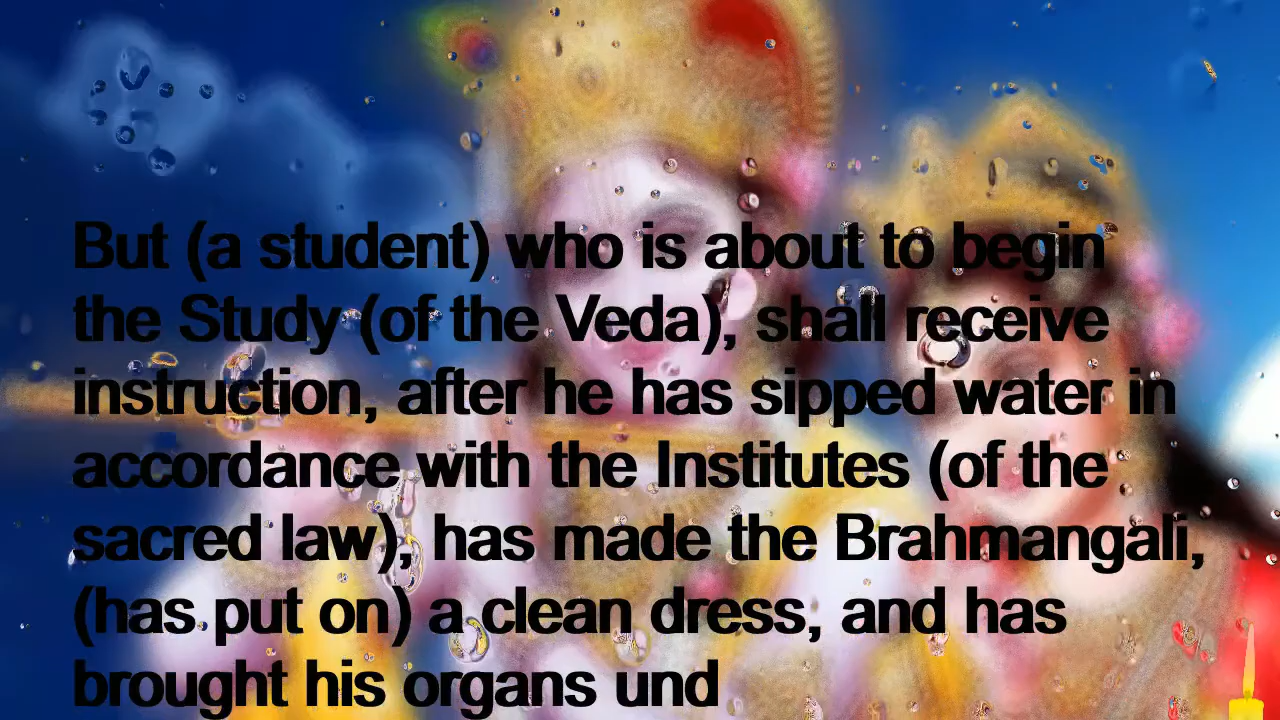 But (a student) who is about to begin
the Study (of the Veda), shall receive
instruction, after he has sipped water in
accordance with the Institutes (of the
sacred law), has made the Brahmangali,
(has put on) a clean dress, and has
brought his organs und